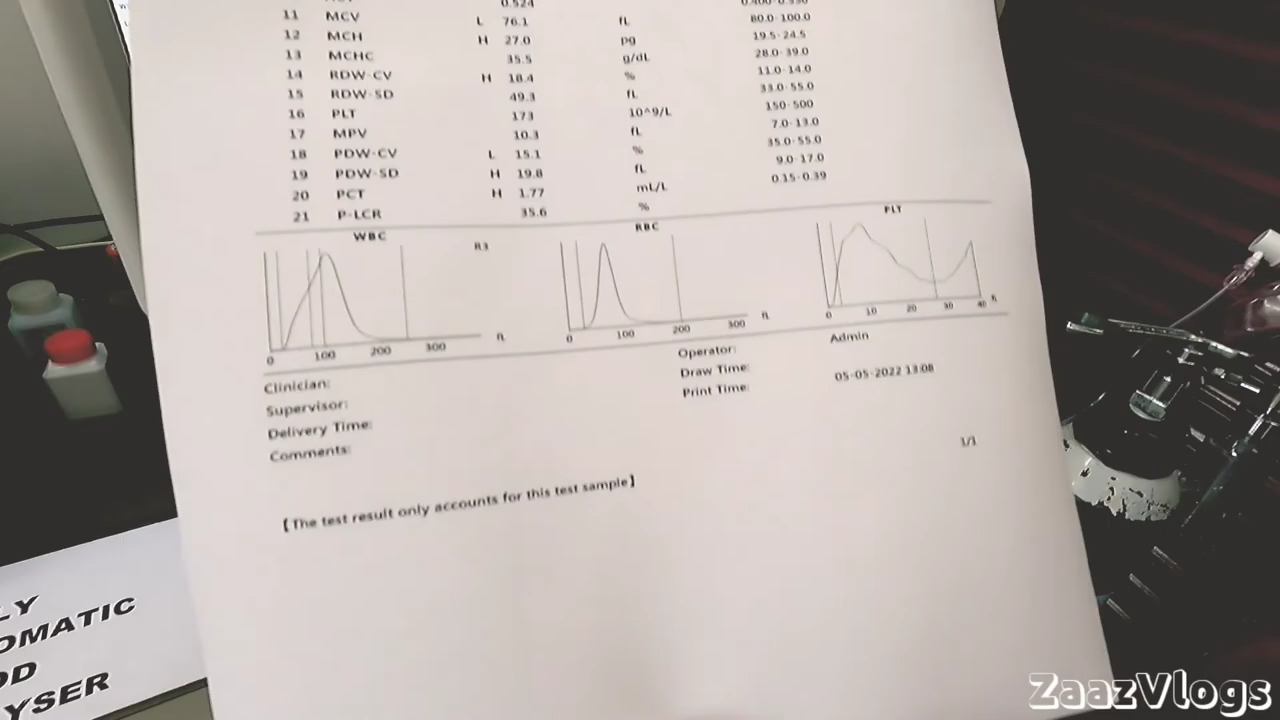 0.524
11 MCV L 76.1 fL 80.0-100.0
12 MCH H 27.0 pg 19.5-24.5
13 MCHC 35.5 g/dL 28.0-39.0
14 RDW-CV H 18.4 % 11.0-14.0
15 RDW-SD 49.3 fL 33.0-55.0
16 PLT 173 10^9/L 150-500
17 MPV 10.3 fL 7.0-13.0
18 PDW-CV L 15.1 % 35.0-55.0
19 PDW-SD H 19.8 fL 9.0-17.0
20 PCT H 1.77 mL/L 0.15-0.39
21 P-LCR 35.6 %
WBC R3 RBC PLT
0 100 200 300 fL 0 100 200 300 fL 0 10 20 30 40 fL
Clinician: Operator: Admin
Supervisor: Draw Time:
Delivery Time: Print Time: 05-05-2022 13:08
Comments:
1/1
【The test result only accounts for this test sample】
LY
OMATIC
OD
YSER
ZaazVlogs